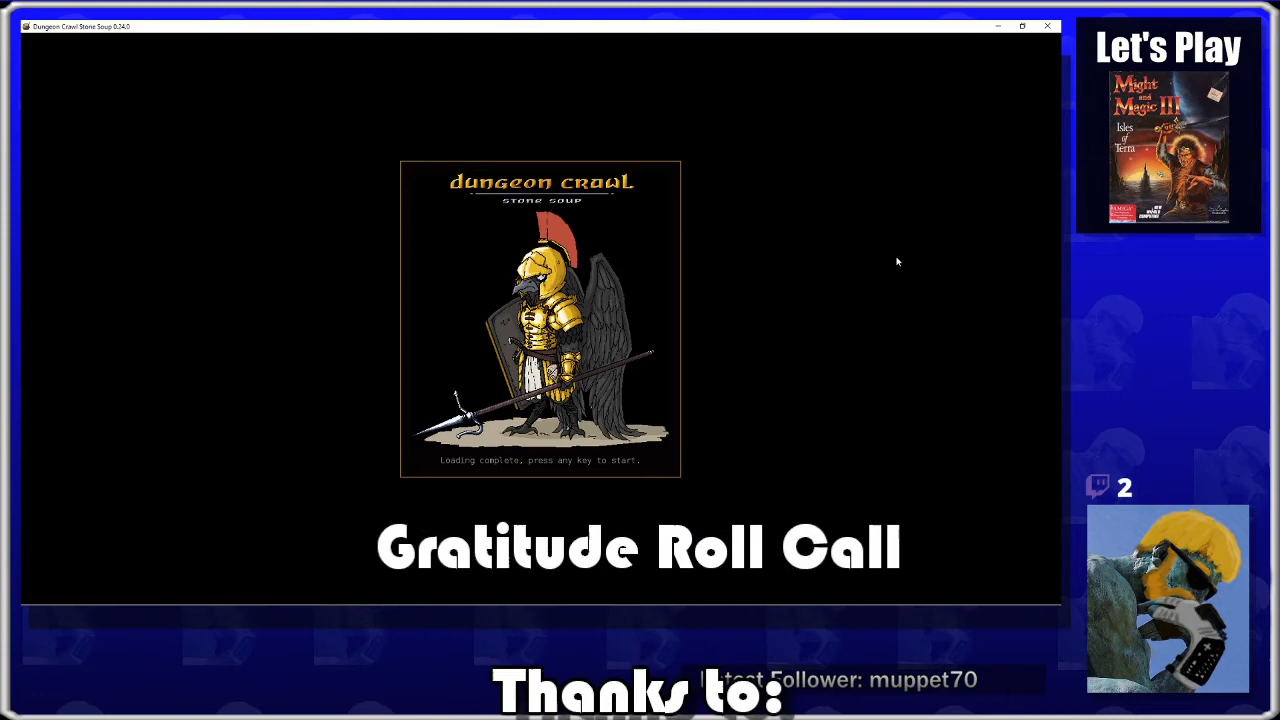 Dungeon Crawl Stone Soup 0.24.0
dungeon crawl
stone soup
Loading complete, press any key to start.
Gratitude Roll Call
Thanks to:
Follower: muppet70
Let's Play
Might
and
Magic III
Isles
of
Terra
AMIGA
2